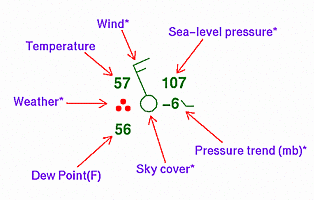 Wind*
Sea-level pressure*
Temperature
57 107
Weather* -6
56
Pressure trend (mb)*
Sky cover*
Dew Point(F)